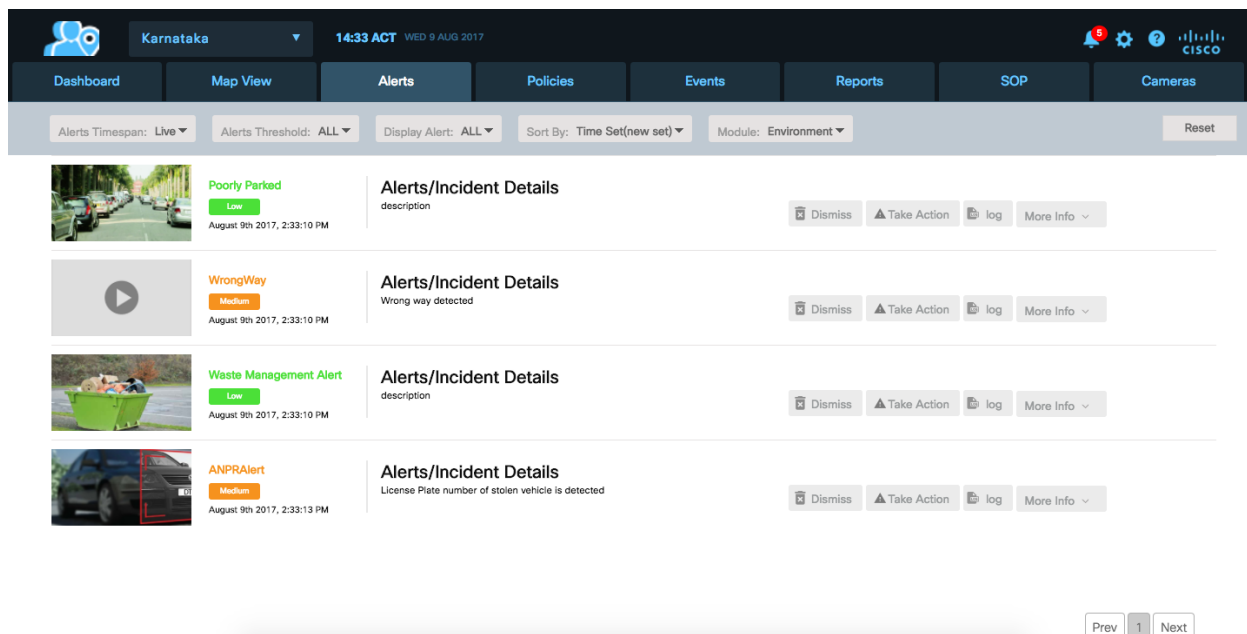 Karnataka ▼ 14:33 ACT WED 9 AUG 2017 5 ? CISCO
Dashboard Map View Alerts Policies Events Reports SOP Cameras
Alerts Timespan: Live ▼ Alerts Threshold: ALL ▼ Display Alert: ALL ▼ Sort By: Time Set(new set) ▼ Module: Environment ▼ Reset
Poorly Parked
Low
August 9th 2017, 2:33:10 PM
Alerts/Incident Details
description
Dismiss Take Action log More Info
WrongWay
Medium
August 9th 2017, 2:33:10 PM
Alerts/Incident Details
Wrong way detected
Dismiss Take Action log More Info
Waste Management Alert
Low
August 9th 2017, 2:33:10 PM
Alerts/Incident Details
description
Dismiss Take Action log More Info
ANPRAlert
Medium
August 9th 2017, 2:33:13 PM
Alerts/Incident Details
License Plate number of stolen vehicle is detected
Dismiss Take Action log More Info
Prev 1 Next